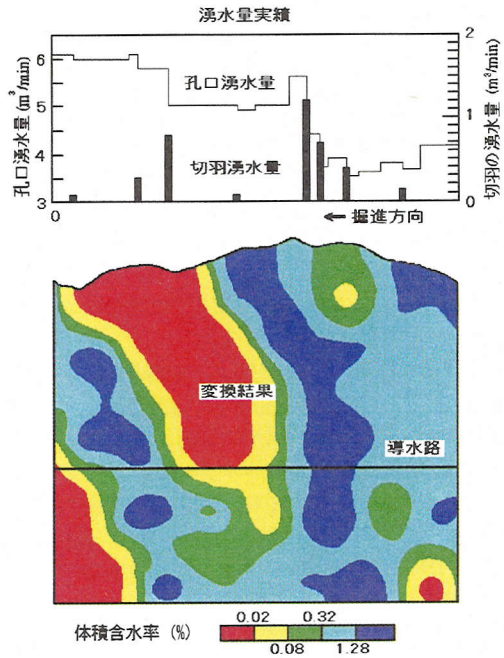 湧水量実績
孔口湧水量 (m³/min)
6
5
4
3
孔口湧水量
切羽湧水量
切羽の湧水量 (m³/min)
2
1
0
0
← 掘進方向
変換結果
導水路
体積含水率 (%)
0.02 0.32
0.08 1.28